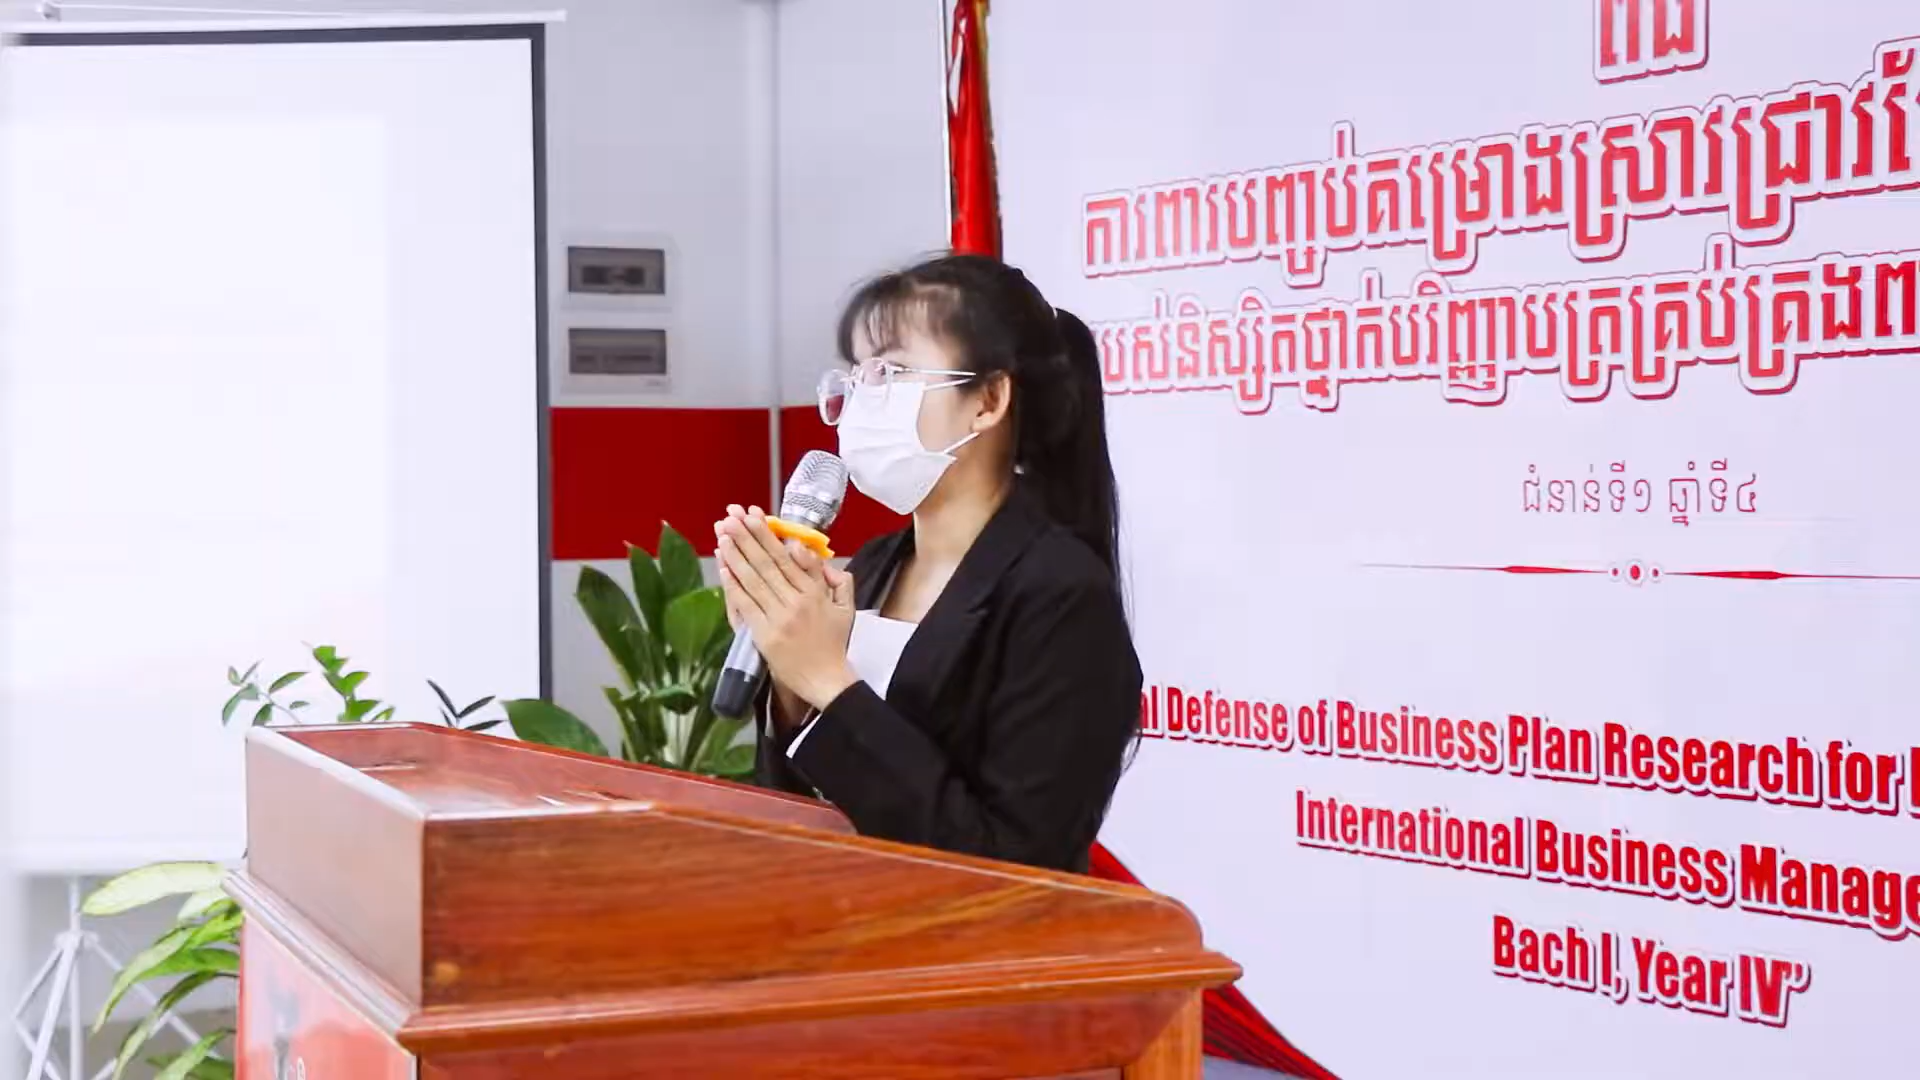 ពិធី
ការពារបញ្ចប់គម្រោងស្រាវជ្រាវ
របស់និស្សិតថ្នាក់បរិញ្ញាបត្រគ្រប់គ្រង
ជំនាន់ទី១ ឆ្នាំទី៤
al Defense of Business Plan Research for
International Business Manage
Bach I, Year IV”